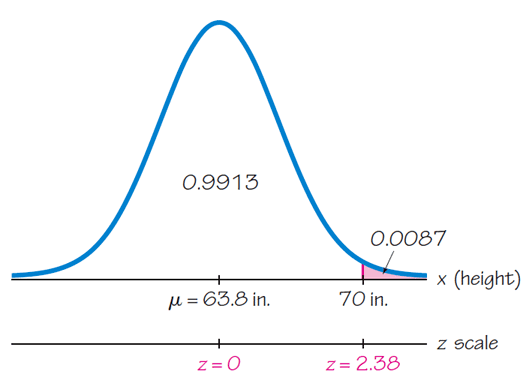 0.9913
0.0087
x (height)
μ = 63.8 in.
70 in.
z scale
z = 0
z = 2.38